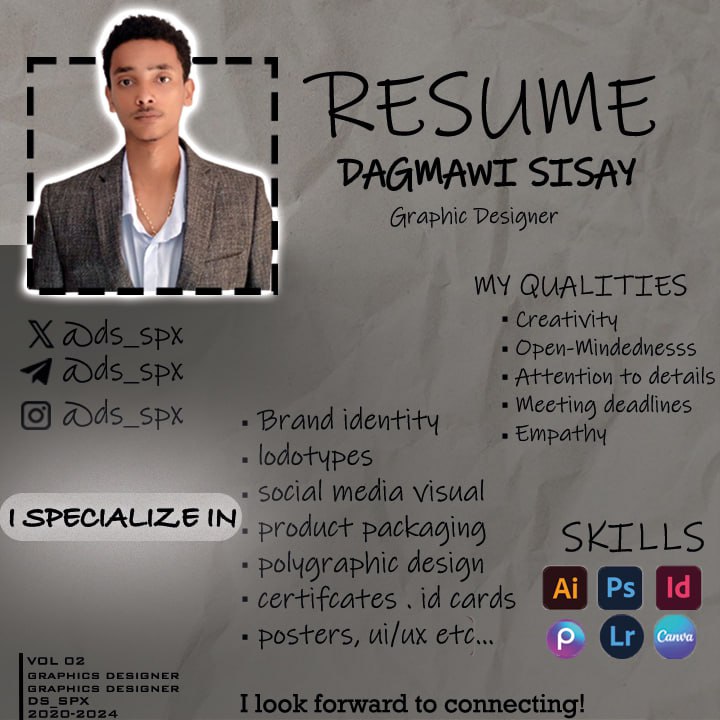 RESUME
DAGMAWI SISAY
Graphic Designer
MY QUALITIES
▪ Creativity
▪ Open-Mindednesss
▪ Attention to details
▪ Meeting deadlines
▪ Empathy
@ds_spx
@ds_spx
@ds_spx
I SPECIALIZE IN
▪ Brand identity
▪ lodotypes
▪ social media visual
▪ product packaging
▪ polygraphic design
▪ certifcates . id cards
▪ posters, ui/ux etc...
SKILLS
Ai Ps Id
P Lr Canva
VOL 02
GRAPHICS DESIGNER
GRAPHICS DESIGNER
DS_SPX
2020-2024
I look forward to connecting!